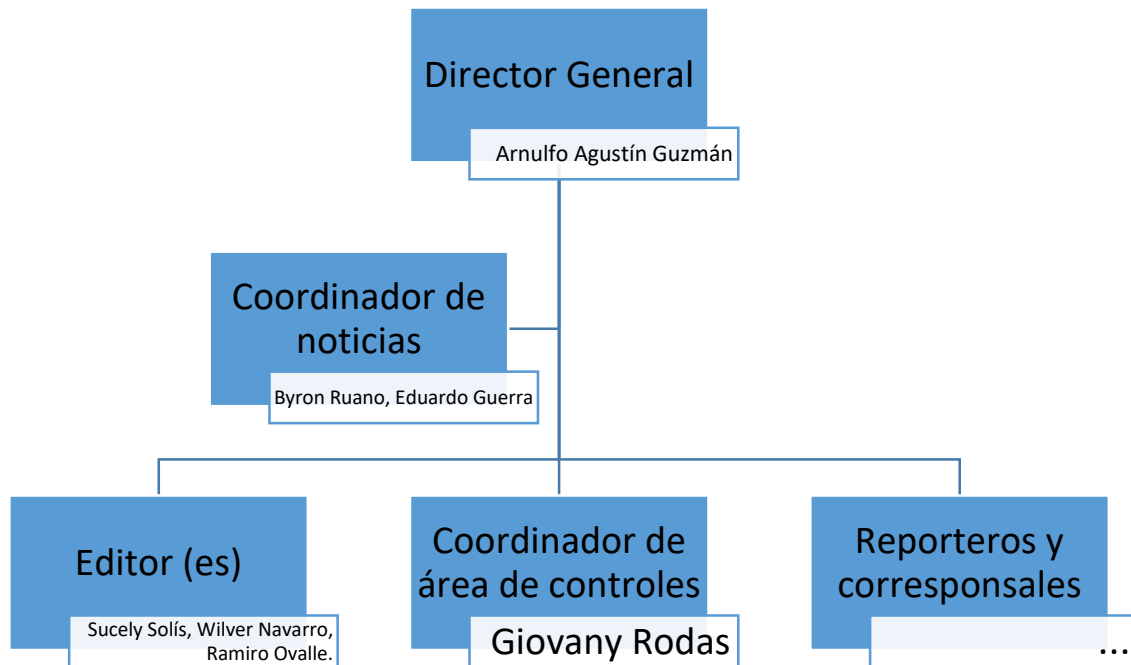 Director General
Arnulfo Agustín Guzmán
Coordinador de
noticias
Byron Ruano, Eduardo Guerra
Editor (es)
Sucely Solís, Wilver Navarro,
Ramiro Ovalle.
Coordinador de
área de controles
Giovany Rodas
Reporteros y
corresponsales
...